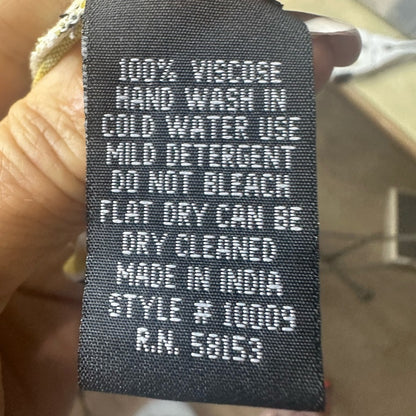 100% VISCOSE
HAND WASH IN
COLD WATER USE
MILD DETERGENT
DO NOT BLEACH
FLAT DRY CAN BE
DRY CLEANED
MADE IN INDIA
STYLE # 10009
R.N. 58153